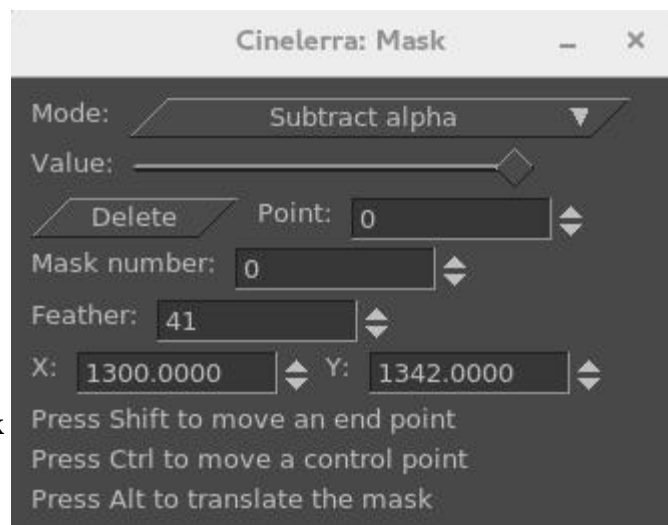 Cinelerra: Mask
Mode: Subtract alpha
Value:
Delete Point: 0
Mask number: 0
Feather: 41
X: 1300.0000 Y: 1342.0000
Press Shift to move an end point
Press Ctrl to move a control point
Press Alt to translate the mask